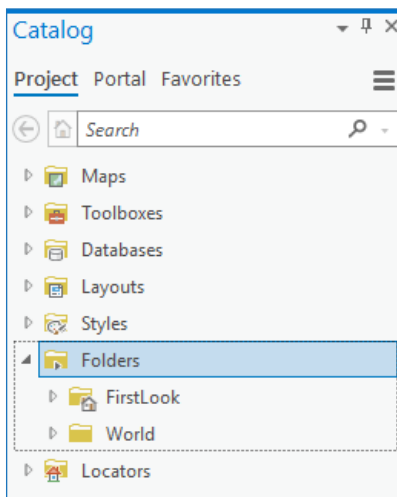 Catalog
Project Portal Favorites
Search
Maps
Toolboxes
Databases
Layouts
Styles
Folders
FirstLook
World
Locators